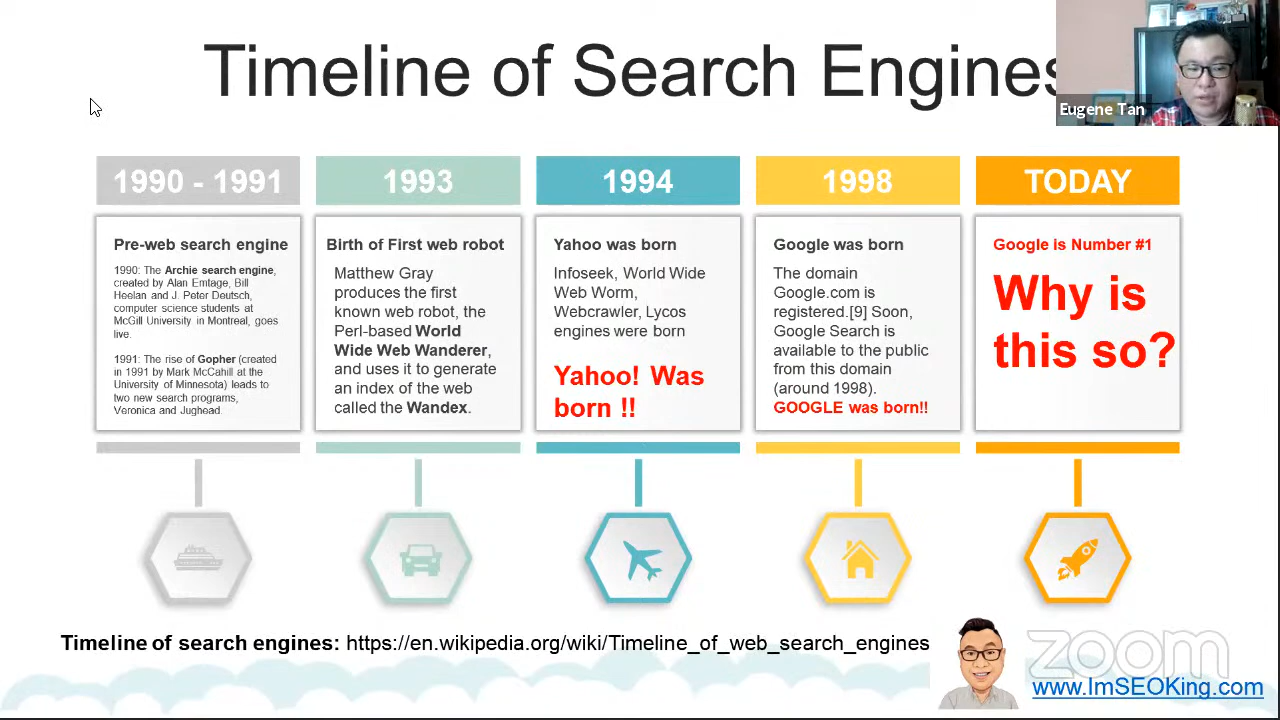 Timeline of Search Engines
Eugene Tan
1990 - 1991
Pre-web search engine
1990: The Archie search engine,
created by Alan Emtage, Bill
Heelan and J. Peter Deutsch,
computer science students at
McGill University in Montreal, goes
live.
1991: The rise of Gopher (created
in 1991 by Mark McCahill at the
University of Minnesota) leads to
two new search programs,
Veronica and Jughead.
1993
Birth of First web robot
Matthew Gray
produces the first
known web robot, the
Perl-based World
Wide Web Wanderer,
and uses it to generate
an index of the web
called the Wandex.
1994
Yahoo was born
Infoseek, World Wide
Web Worm,
Webcrawler, Lycos
engines were born
Yahoo! Was
born !!
1998
Google was born
The domain
Google.com is
registered.[9] Soon,
Google Search is
available to the public
from this domain
(around 1998).
GOOGLE was born!!
TODAY
Google is Number #1
Why is
this so?
Timeline of search engines: https://en.wikipedia.org/wiki/Timeline_of_web_search_engines
zoom
www.ImSEOKing.com